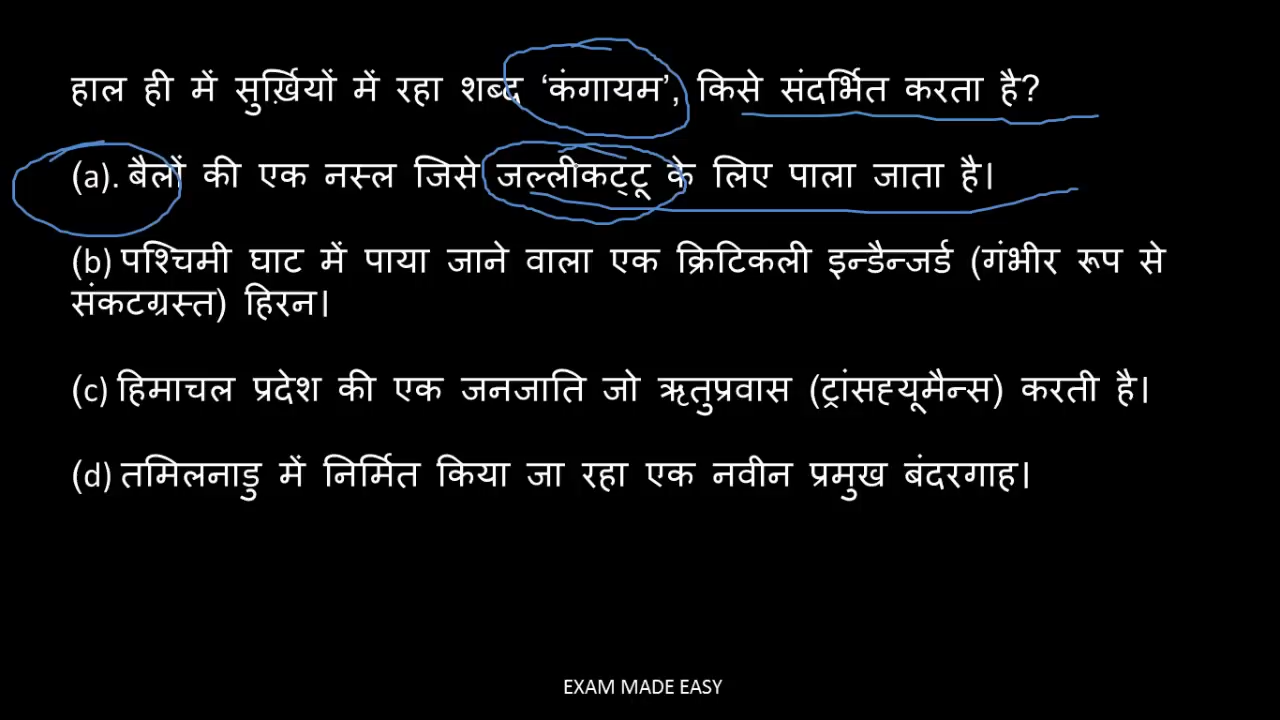 हाल ही में सुर्ख़ियों में रहा शब्द ‘कंगायम’, किसे संदर्भित करता है?
(a). बैलों की एक नस्ल जिसे जल्लीकट्टू के लिए पाला जाता है।
(b) पश्चिमी घाट में पाया जाने वाला एक क्रिटिकली इन्डैन्जर्ड (गंभीर रूप से
संकटग्रस्त) हिरन।
(c) हिमाचल प्रदेश की एक जनजाति जो ऋतुप्रवास (ट्रांसह्यूमैन्स) करती है।
(d) तमिलनाडु में निर्मित किया जा रहा एक नवीन प्रमुख बंदरगाह।
EXAM MADE EASY